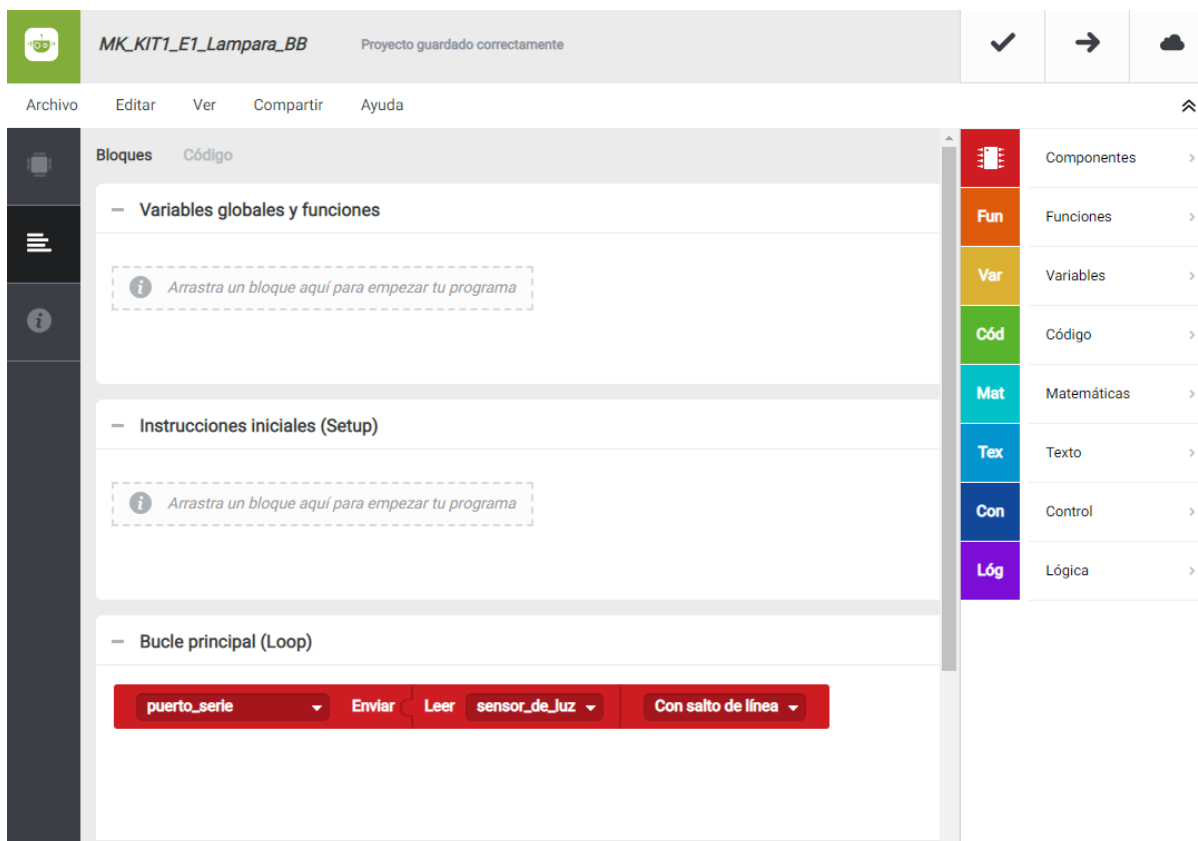 MK_KIT1_E1_Lampara_BB Proyecto guardado correctamente
Archivo Editar Ver Compartir Ayuda
Bloques Código
Variables globales y funciones
Arrastra un bloque aquí para empezar tu programa
Instrucciones iniciales (Setup)
Arrastra un bloque aquí para empezar tu programa
Bucle principal (Loop)
puerto_serie Enviar Leer sensor_de_luz Con salto de línea
Componentes
Fun Funciones
Var Variables
Cód Código
Mat Matemáticas
Tex Texto
Con Control
Lóg Lógica